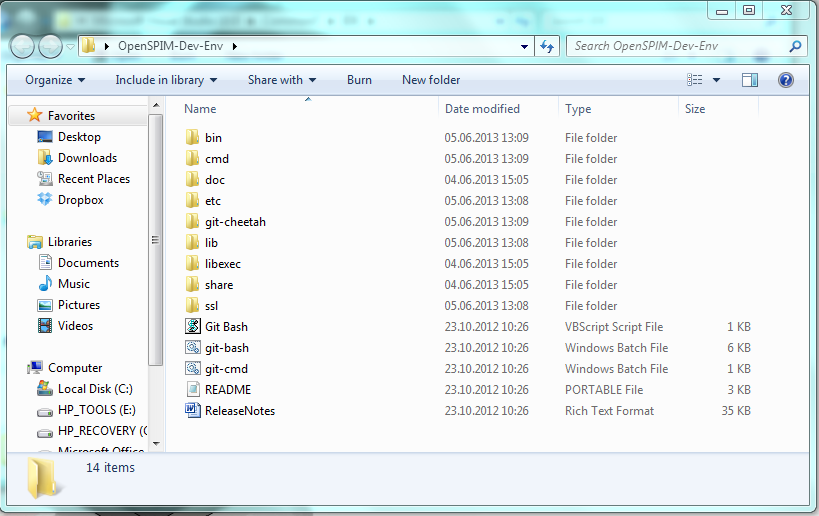 OpenSPIM-Dev-Env
Search OpenSPIM-Dev-Env
Organize Include in library Share with Burn New folder
Name Date modified Type Size
Favorites
Desktop
Downloads
Recent Places
Dropbox
Libraries
Documents
Music
Pictures
Videos
Computer
Local Disk (C:)
HP_TOOLS (E:)
HP_RECOVERY (
Microsoft Office
bin 05.06.2013 13:09 File folder
cmd 05.06.2013 13:09 File folder
doc 04.06.2013 15:05 File folder
etc 05.06.2013 13:08 File folder
git-cheetah 05.06.2013 13:09 File folder
lib 05.06.2013 13:08 File folder
libexec 04.06.2013 15:05 File folder
share 04.06.2013 15:05 File folder
ssl 05.06.2013 13:08 File folder
Git Bash 23.10.2012 10:26 VBScript Script File 1 KB
git-bash 23.10.2012 10:26 Windows Batch File 6 KB
git-cmd 23.10.2012 10:26 Windows Batch File 1 KB
README 23.10.2012 10:26 PORTABLE File 3 KB
ReleaseNotes 23.10.2012 10:26 Rich Text Format 35 KB
14 items